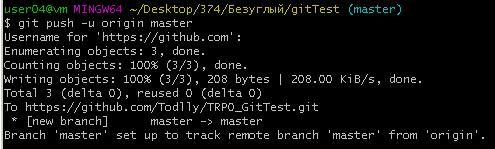 user04@vm MINGW64 ~/Desktop/374/Безуглый/gitTest (master)
$ git push -u origin master
Username for 'https://github.com':
Enumerating objects: 3, done.
Counting objects: 100% (3/3), done.
Writing objects: 100% (3/3), 208 bytes | 208.00 KiB/s, done.
Total 3 (delta 0), reused 0 (delta 0)
To https://github.com/Todlly/TRPO_GitTest.git
 * [new branch]      master -> master
Branch 'master' set up to track remote branch 'master' from 'origin'.